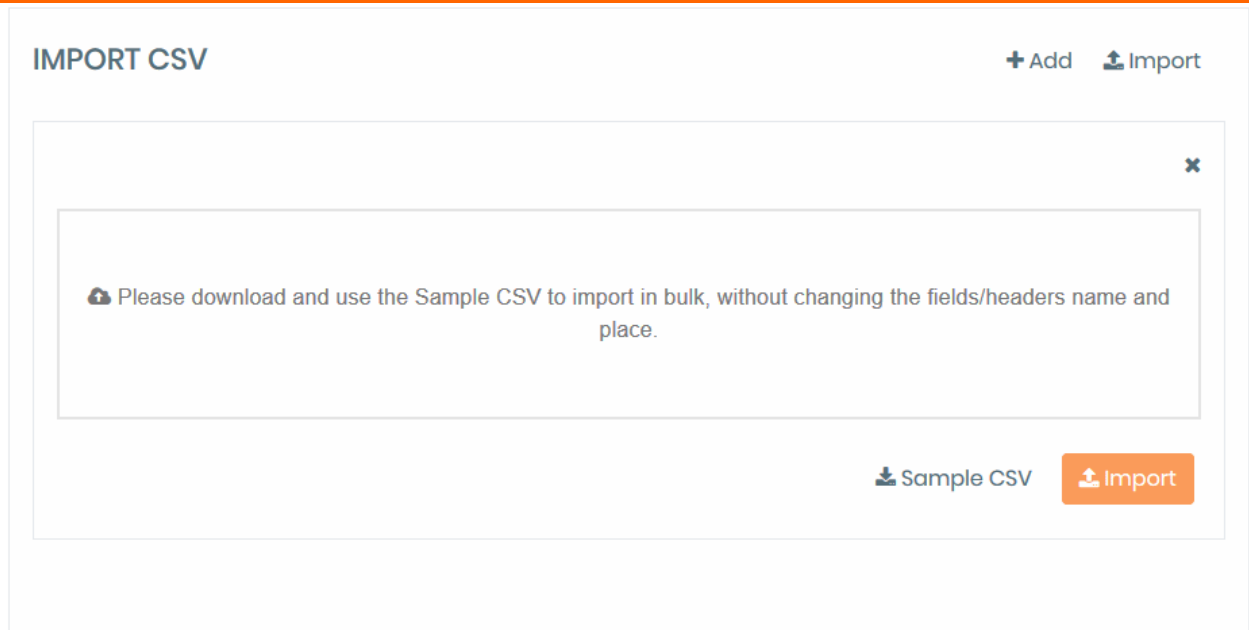 IMPORT CSV
Add
Import
Please download and use the Sample CSV to import in bulk, without changing the fields/headers name and
place.
Sample CSV
Import